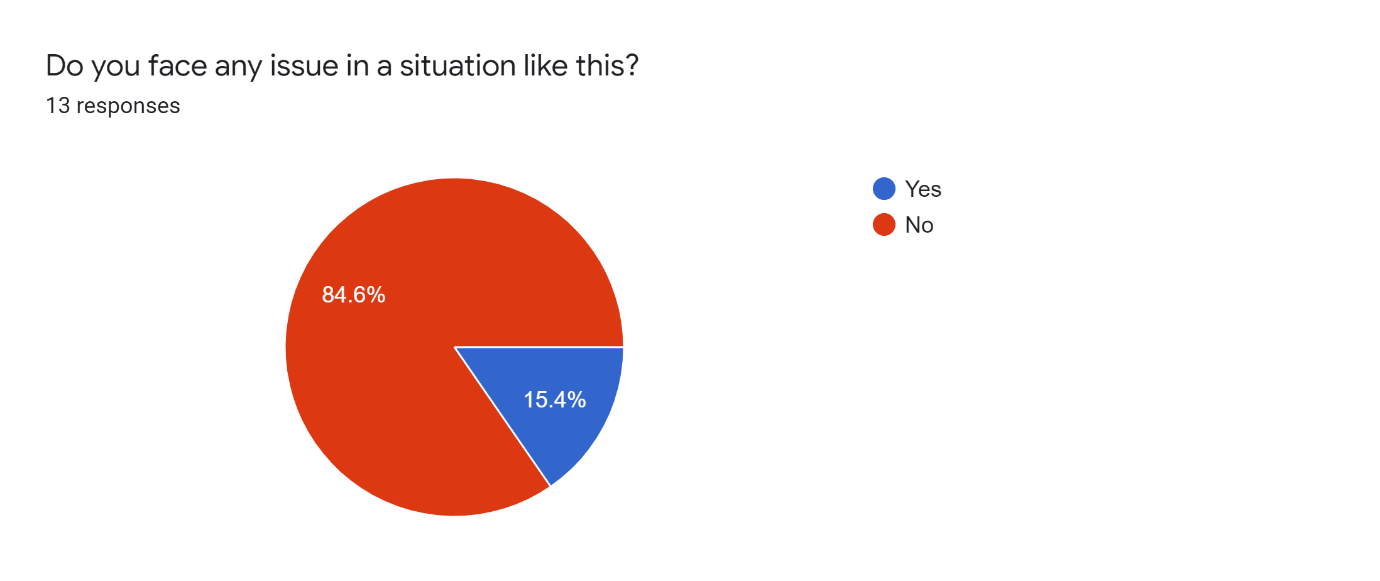 Do you face any issue in a situation like this?
13 responses
Yes
No
84.6%
15.4%